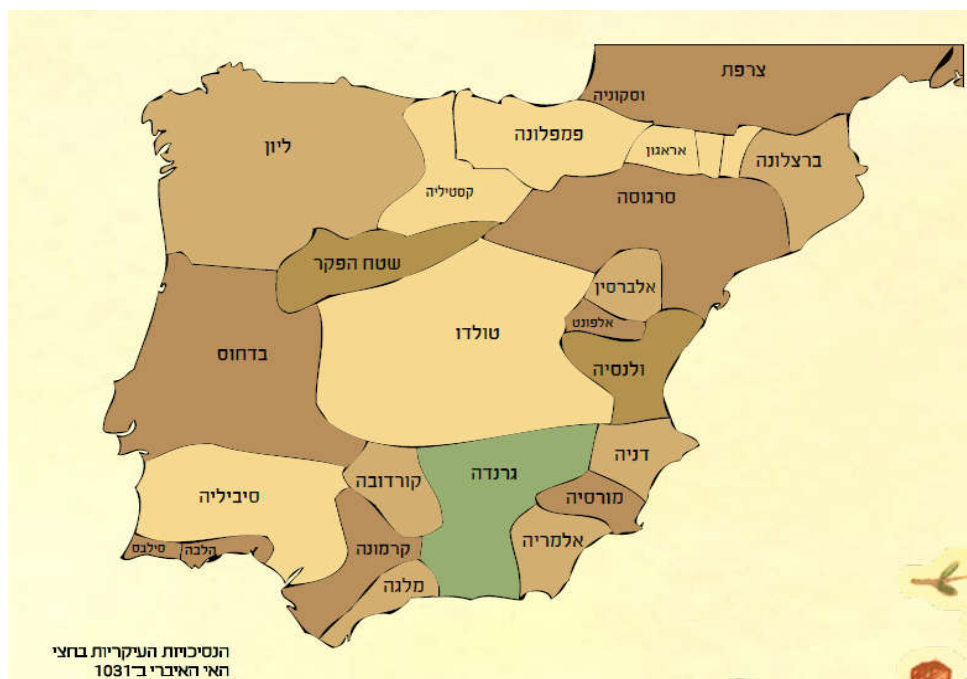 צרפת
וסקוניה
פמפלונה
ליון
אראגון
ברצלונה
קסטיליה
סרגוסה
שטח הפקר
אלברסין
אלפונט
טולדו
בדחוס
ולנסיה
דניה
גרנדה
קורדובה
מורסיה
סיביליה
אלמריה
קרמונה
סילבס
הלבה
מלגה
הנסיכויות העיקריות בחצי
האי האיברי ב־1031